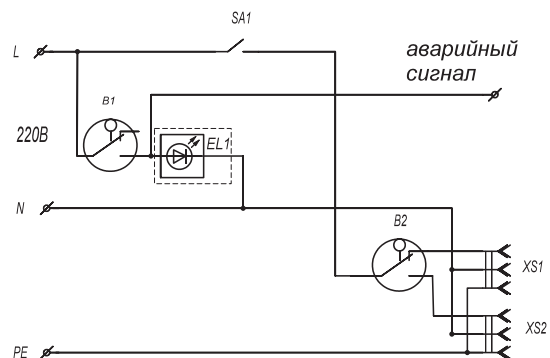 SA1
L
аварийный
сигнал
B1
220В
EL1
N
B2
XS1
XS2
PE